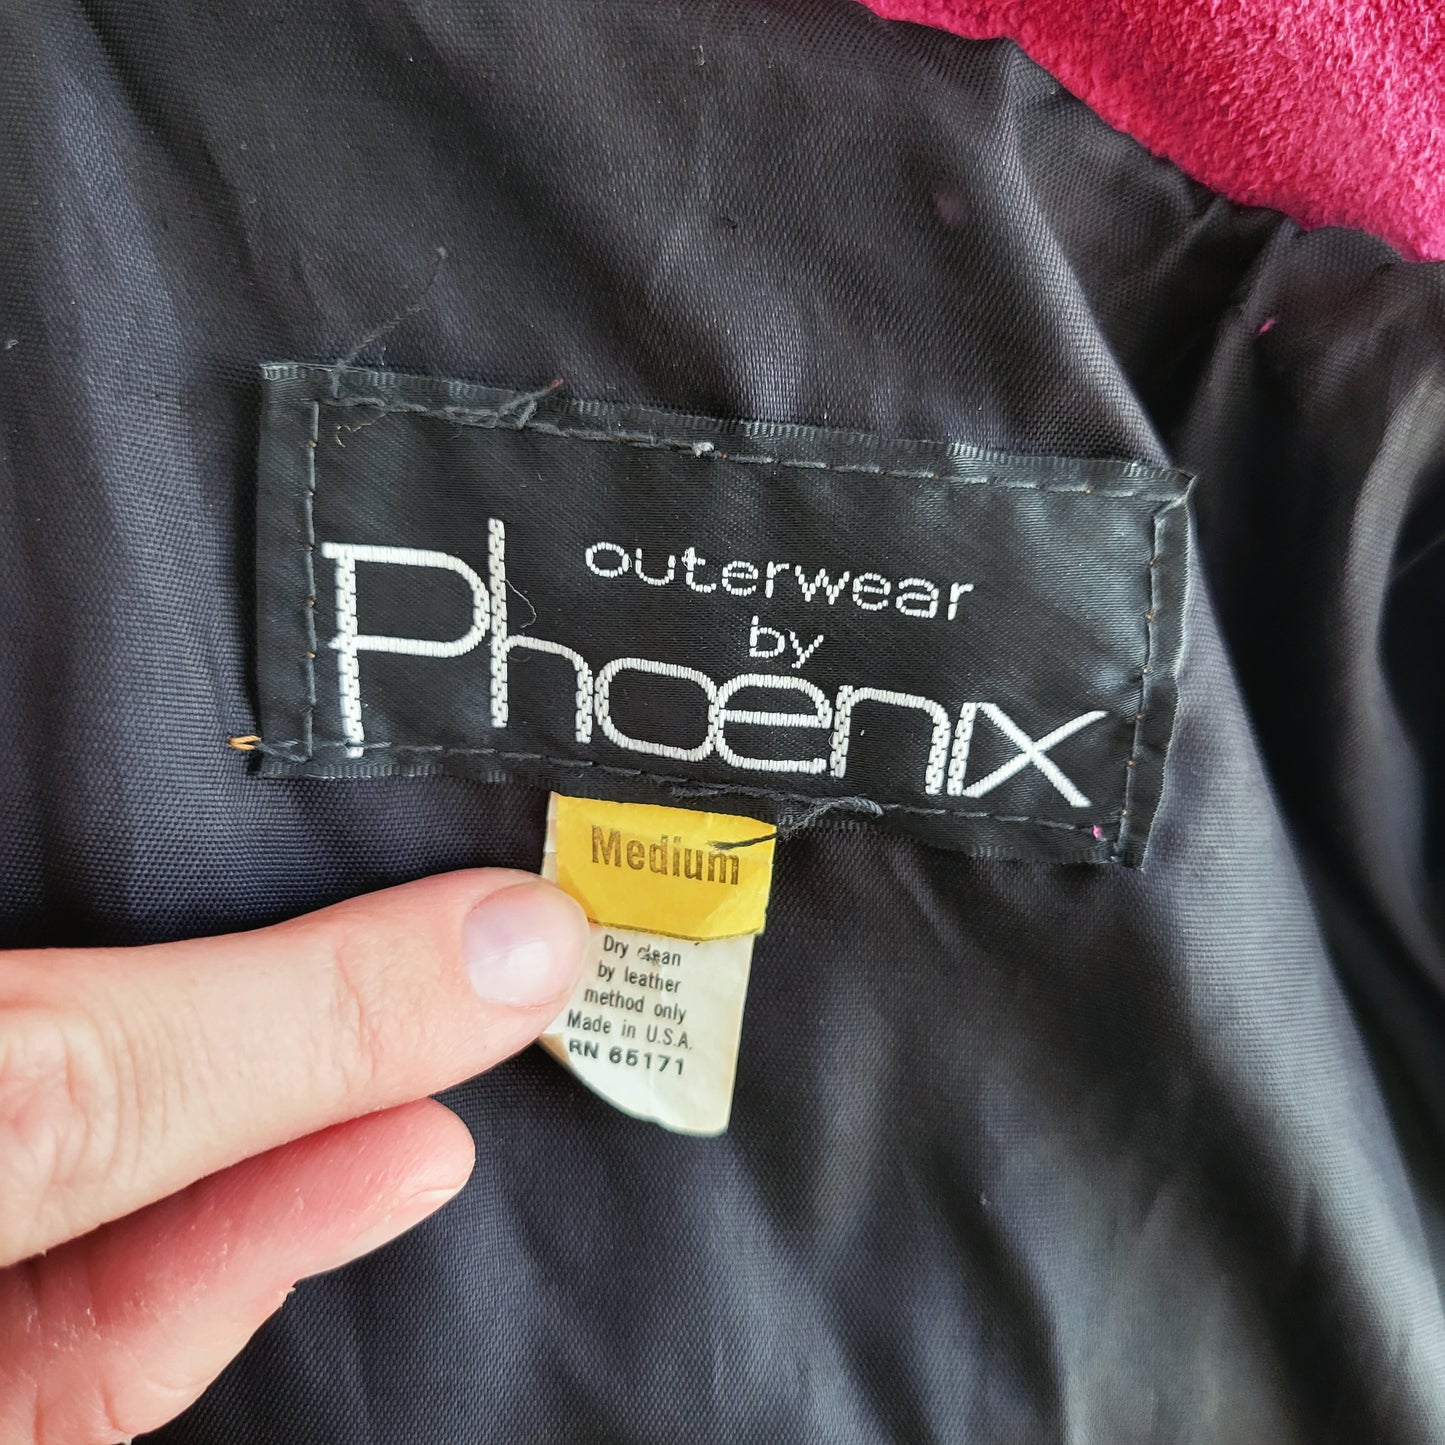 outerwear
by
Phoenix
Medium
Dry clean
by leather
method only
Made in U.S.A.
RN 65171